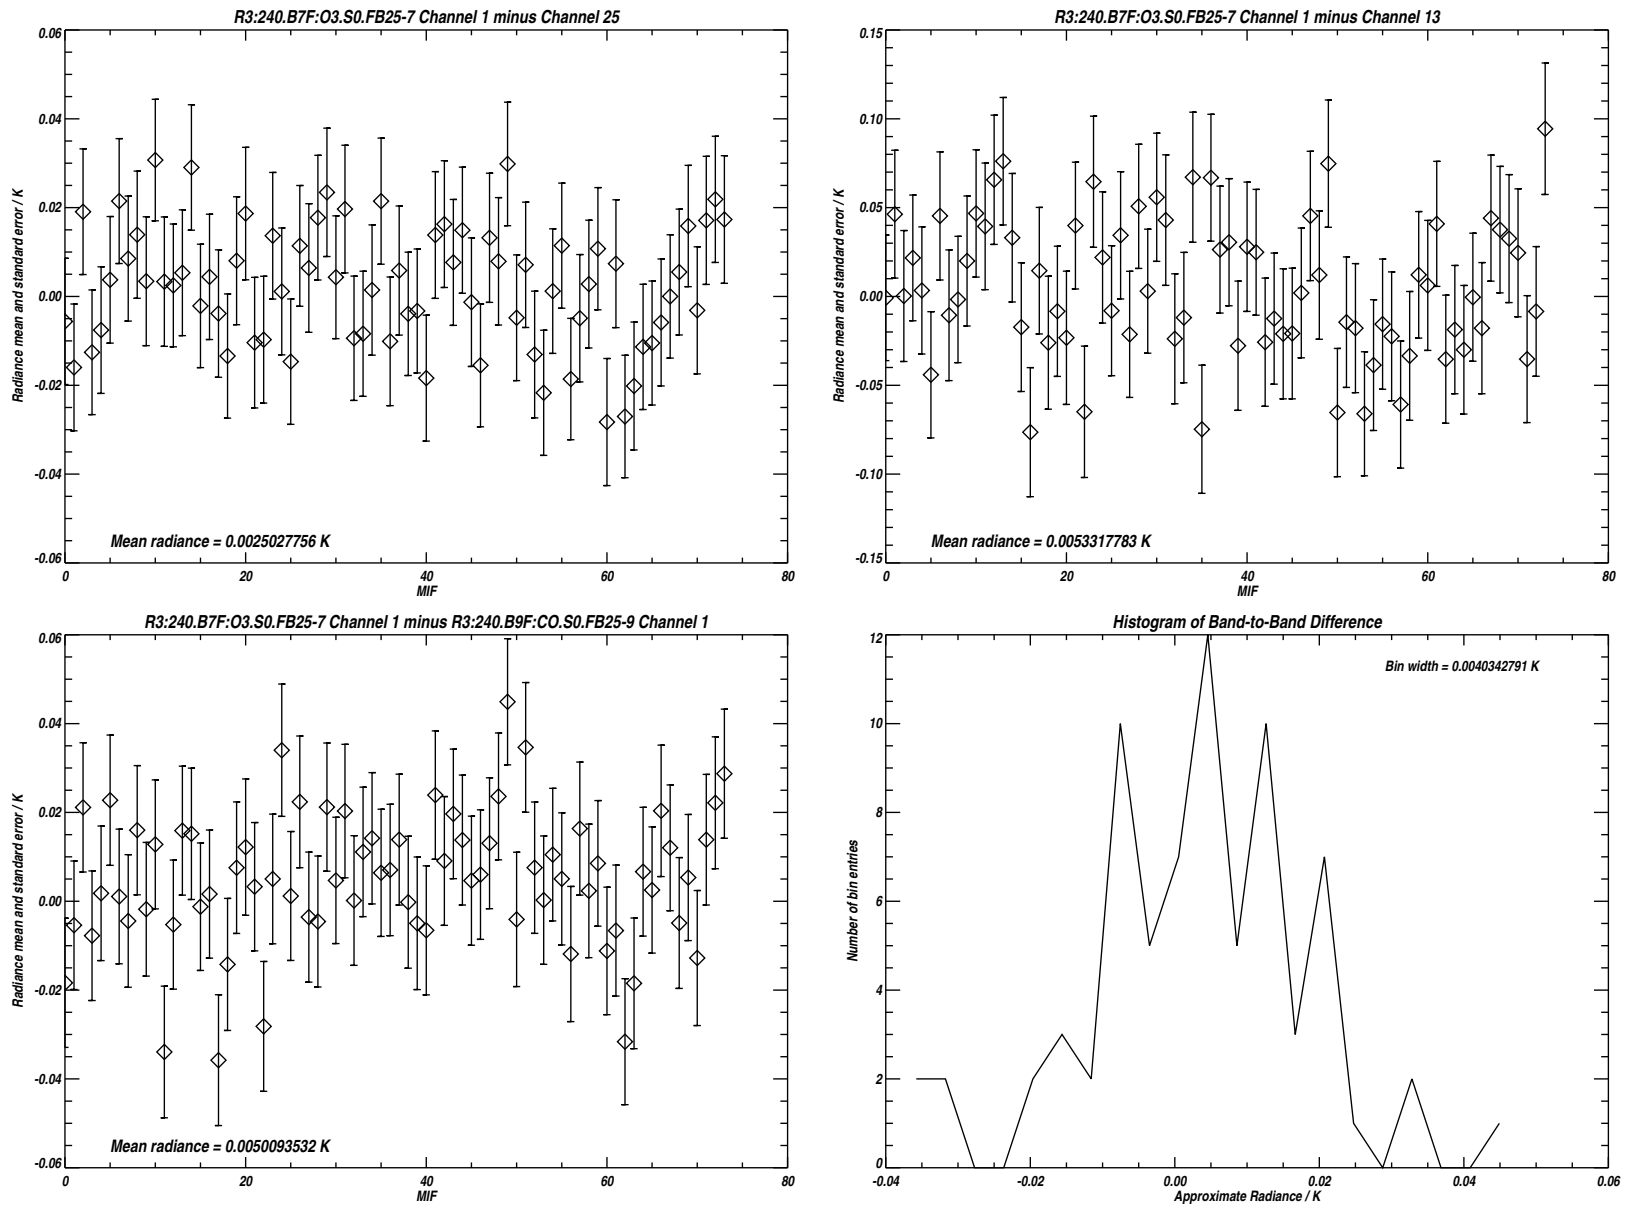 R3:240.B7F:O3.S0.FB25-7 Channel 1 minus Channel 25
0.06
0.04
0.02
0.00
-0.02
-0.04
-0.06
Radiance mean and standard error / K
Mean radiance = 0.0025027756 K
0 20 40 60 80
MIF
R3:240.B7F:O3.S0.FB25-7 Channel 1 minus Channel 13
0.15
0.10
0.05
0.00
-0.05
-0.10
-0.15
Radiance mean and standard error / K
Mean radiance = 0.0053317783 K
0 20 40 60 80
MIF
R3:240.B7F:O3.S0.FB25-7 Channel 1 minus R3:240.B9F:CO.S0.FB25-9 Channel 1
0.06
0.04
0.02
0.00
-0.02
-0.04
-0.06
Radiance mean and standard error / K
Mean radiance = 0.0050093532 K
0 20 40 60 80
MIF
Histogram of Band-to-Band Difference
Bin width = 0.0040342791 K
12
10
8
6
4
2
0
Number of bin entries
-0.04 -0.02 0.00 0.02 0.04 0.06
Approximate Radiance / K